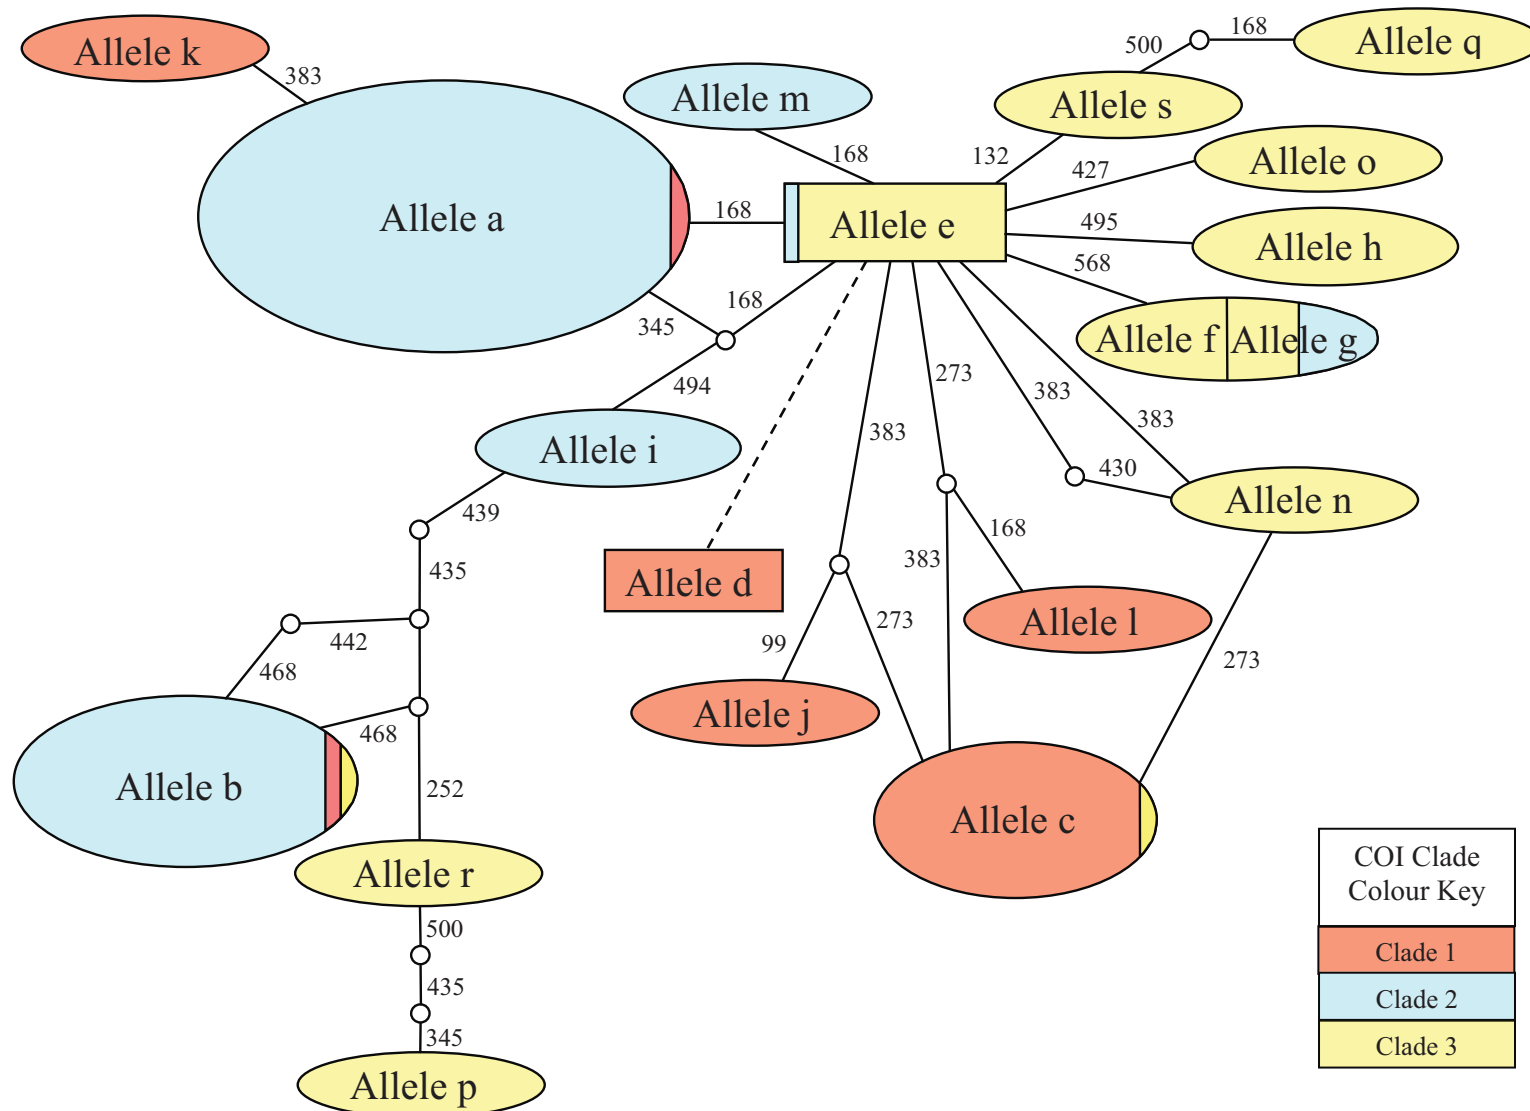 Allele k
383
Allele a
Allele m
168
168
500
168
Allele q
Allele s
132
427
Allele o
Allele e
495
Allele h
568
Allele f
Allele g
345
168
494
Allele i
439
435
442
468
468
Allele b
252
Allele r
500
435
345
Allele p
Allele d
383
273
383
383
430
Allele n
383
168
Allele l
99
273
273
Allele j
Allele c
COI Clade
Colour Key
Clade 1
Clade 2
Clade 3